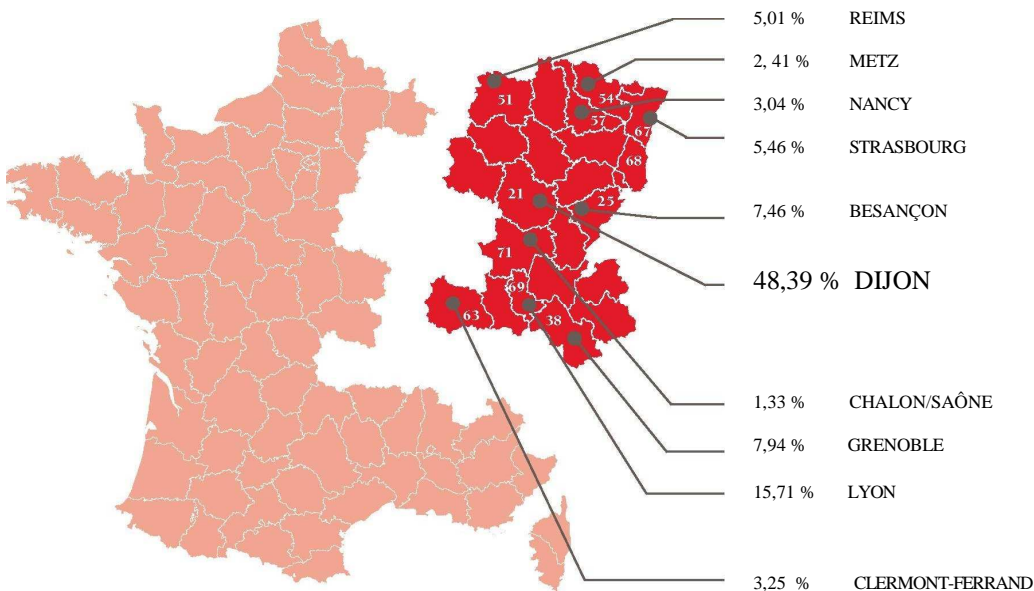 5,01 % REIMS
2, 41 % METZ
3,04 % NANCY
5,46 % STRASBOURG
7,46 % BESANÇON
48,39 % DIJON
1,33 % CHALON/SAÔNE
7,94 % GRENOBLE
15,71 % LYON
3,25 % CLERMONT-FERRAND
51
54
57
67
68
21
25
71
69
63
38